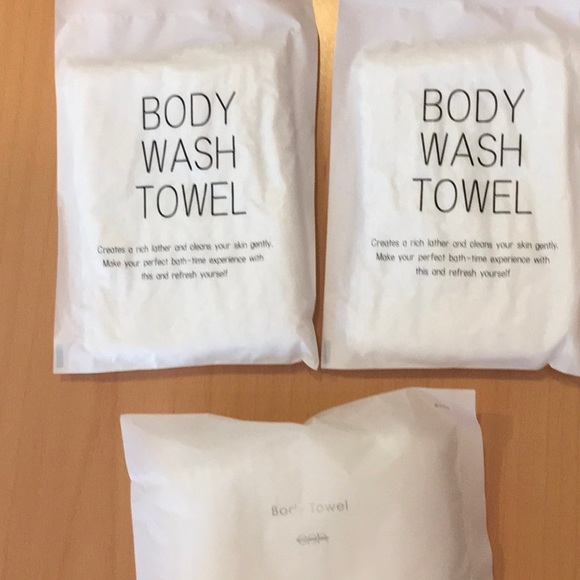 BODY
WASH
TOWEL
Creates a rich lather and cleans your skin gently.
Make your perfect bath-time experience with
this and refresh yourself
BODY
WASH
TOWEL
Creates a rich lather and cleans your skin gently.
Make your perfect bath-time experience with
this and refresh yourself
Body Towel